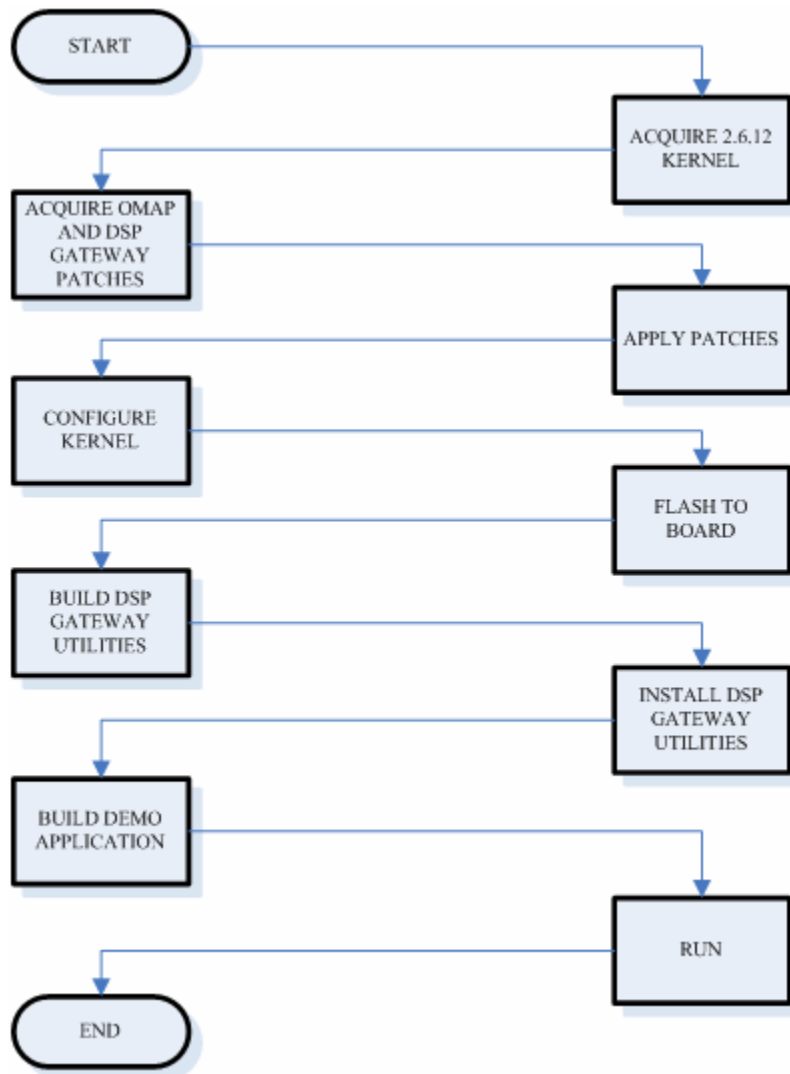 START
ACQUIRE 2.6.12
KERNEL
ACQUIRE OMAP
AND DSP
GATEWAY
PATCHES
APPLY PATCHES
CONFIGURE
KERNEL
FLASH TO
BOARD
BUILD DSP
GATEWAY
UTILITIES
INSTALL DSP
GATEWAY
UTILITIES
BUILD DEMO
APPLICATION
RUN
END